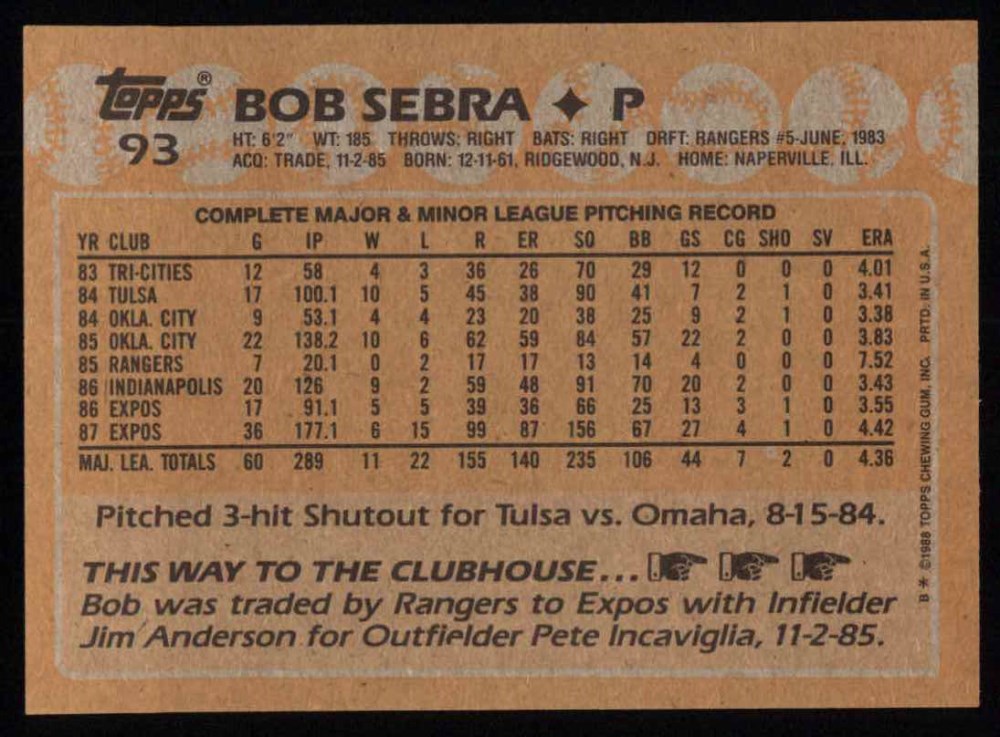 topps® BOB SEBRA ✦ P
93 HT: 6'2" WT: 185 THROWS: RIGHT BATS: RIGHT DRFT: RANGERS #5-JUNE, 1983
ACQ: TRADE, 11-2-85 BORN: 12-11-61, RIDGEWOOD, N.J. HOME: NAPERVILLE, ILL.
COMPLETE MAJOR & MINOR LEAGUE PITCHING RECORD
YR CLUB G IP W L R ER SO BB GS CG SHO SV ERA
83 TRI-CITIES 12 58 4 3 36 26 70 29 12 0 0 0 4.01
84 TULSA 17 100.1 10 5 45 38 90 41 7 2 1 0 3.41
84 OKLA. CITY 9 53.1 4 4 23 20 38 25 9 2 1 0 3.38
85 OKLA. CITY 22 138.2 10 6 62 59 84 57 22 2 0 0 3.83
85 RANGERS 7 20.1 0 2 17 17 13 14 4 0 0 0 7.52
86 INDIANAPOLIS 20 126 9 2 59 48 91 70 20 2 0 0 3.43
86 EXPOS 17 91.1 5 5 39 36 66 25 13 3 1 0 3.55
87 EXPOS 36 177.1 6 15 99 87 156 67 27 4 1 0 4.42
MAJ. LEA. TOTALS 60 289 11 22 155 140 235 106 44 7 2 0 4.36
Pitched 3-hit Shutout for Tulsa vs. Omaha, 8-15-84.
THIS WAY TO THE CLUBHOUSE...
Bob was traded by Rangers to Expos with Infielder
Jim Anderson for Outfielder Pete Incaviglia, 11-2-85.
B * ©1988 TOPPS CHEWING GUM, INC. PRTD. IN U.S.A.